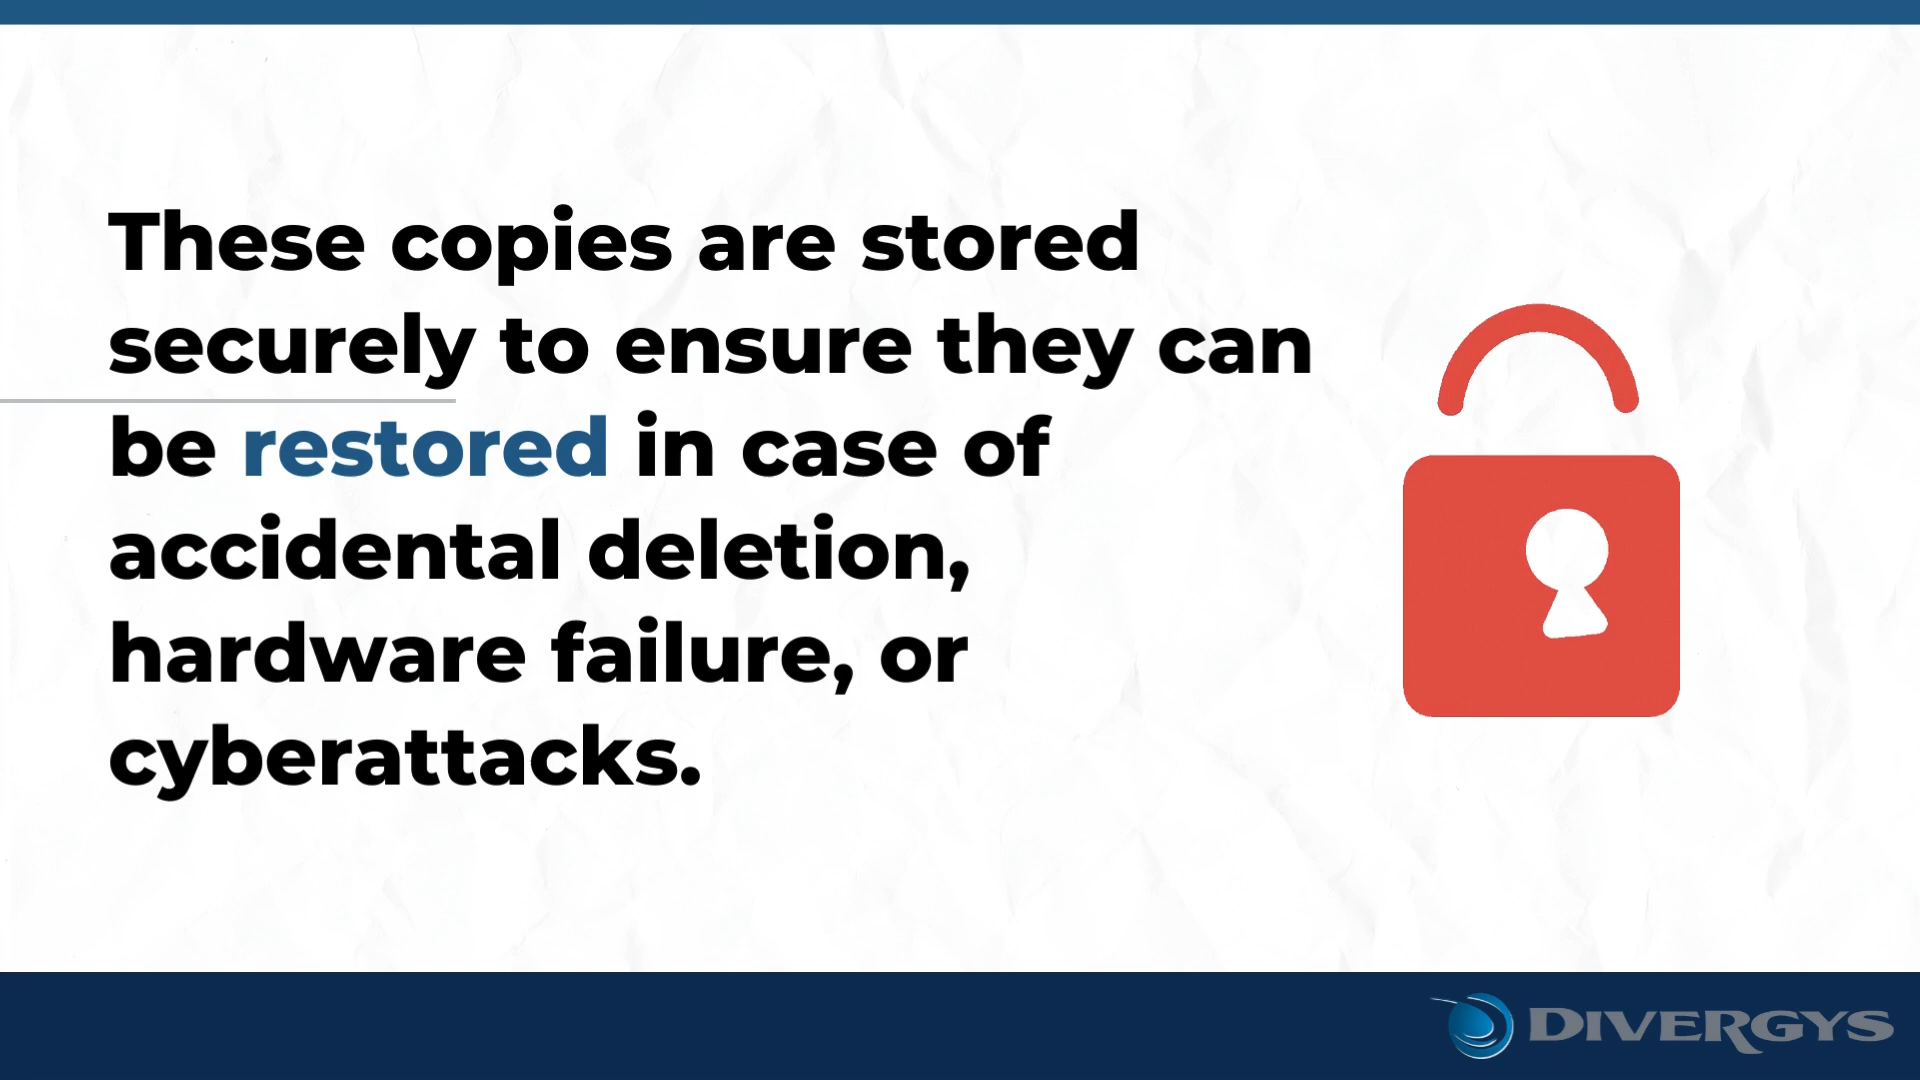 These copies are stored
securely to ensure they can
be restored in case of
accidental deletion,
hardware failure, or
cyberattacks.
DIVERGYS